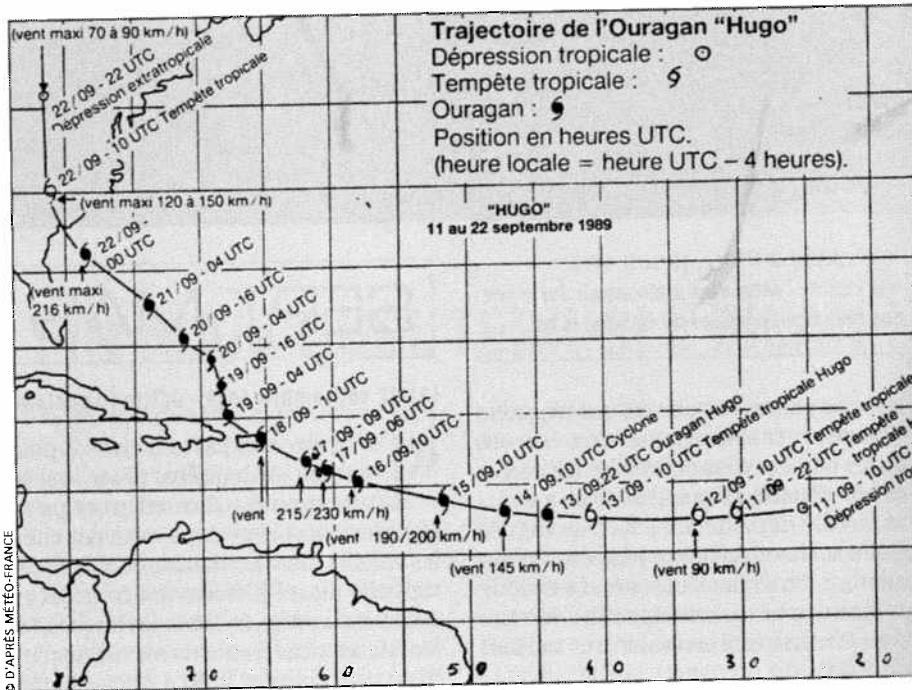 (vent maxi 70 à 90 km/h)
Trajectoire de l'Ouragan "Hugo"
Dépression tropicale :
Tempête tropicale :
Ouragan :
Position en heures UTC.
(heure locale = heure UTC – 4 heures).
"HUGO"
11 au 22 septembre 1989
22/09 - 22 UTC
Dépression extratropicale
22/09 - 10 UTC Tempête tropicale
(vent maxi 120 à 150 km/h)
22/09 -
00 UTC
(vent maxi
216 km/h)
21/09 - 04 UTC
20/09 - 16 UTC
20/09 - 04 UTC
19/09 - 16 UTC
19/09 - 04 UTC
18/09 - 10 UTC
17/09 - 09 UTC
17/09 - 06 UTC
16/09.10 UTC
15/09.10 UTC
14/09.10 UTC Cyclone
13/09.22 UTC Ouragan Hugo
13/09 - 10 UTC Tempête tropicale Hugo
12/09 - 10 UTC Tempête tropicale
11/09 - 22 UTC Tempête
tropicale
11/09 - 10 UTC
Dépression
(vent 215/230 km/h)
(vent 190/200 km/h)
(vent 145 km/h)
(vent 90 km/h)
8
70
60
50
40
30
20
© D'APRÈS MÉTÉO-FRANCE